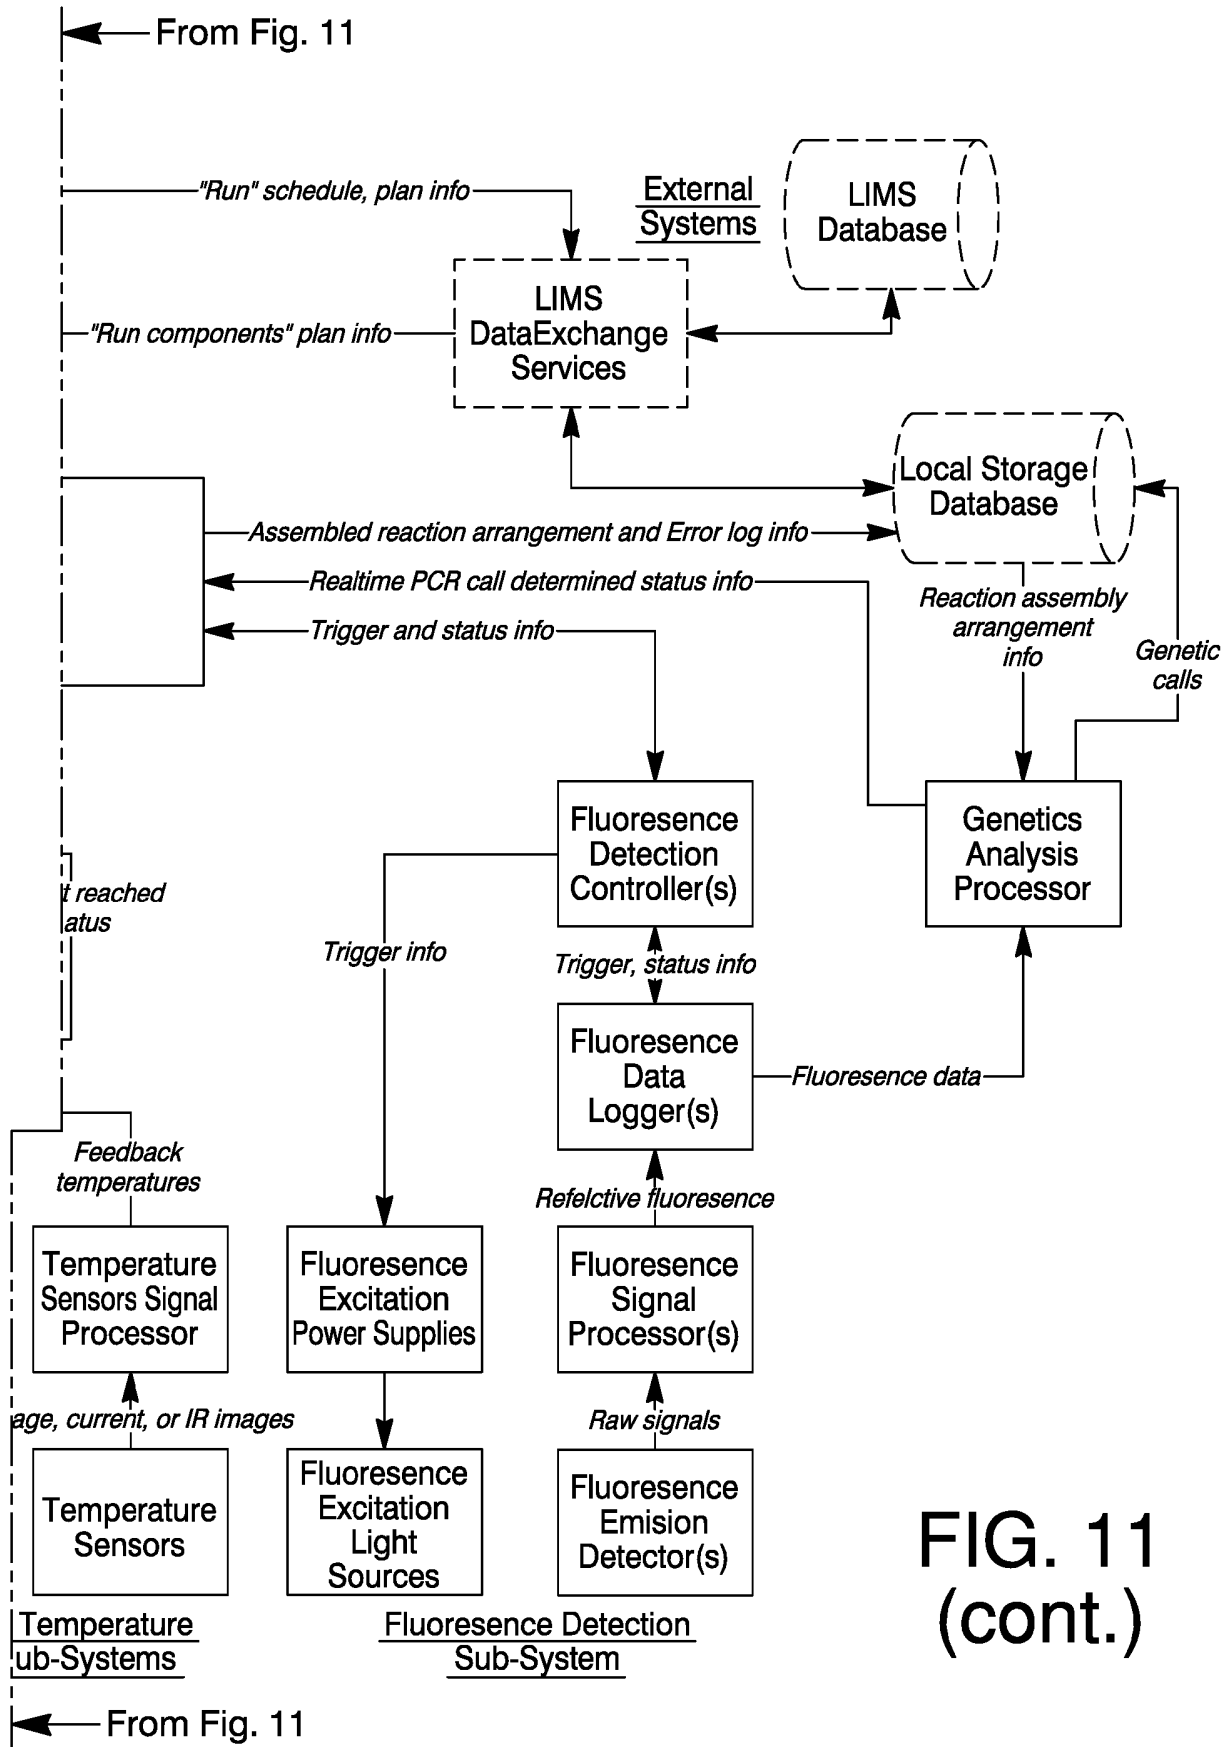 From Fig. 11
"Run" schedule, plan info
External
Systems
LIMS
Database
"Run components" plan info
LIMS
DataExchange
Services
Local Storage
Database
Assembled reaction arrangement and Error log info
Realtime PCR call determined status info
Trigger and status info
Reaction assembly
arrangement
info
Genetic
calls
Fluoresence
Detection
Controller(s)
Genetics
Analysis
Processor
t reached
atus
Trigger info
Trigger, status info
Fluoresence
Data
Logger(s)
Fluoresence data
Feedback
temperatures
Refelctive fluoresence
Temperature
Sensors Signal
Processor
Fluoresence
Excitation
Power Supplies
Fluoresence
Signal
Processor(s)
age, current, or IR images
Raw signals
Temperature
Sensors
Fluoresence
Excitation
Light
Sources
Fluoresence
Emision
Detector(s)
Temperature
ub-Systems
Fluoresence Detection
Sub-System
FIG. 11
(cont.)
From Fig. 11